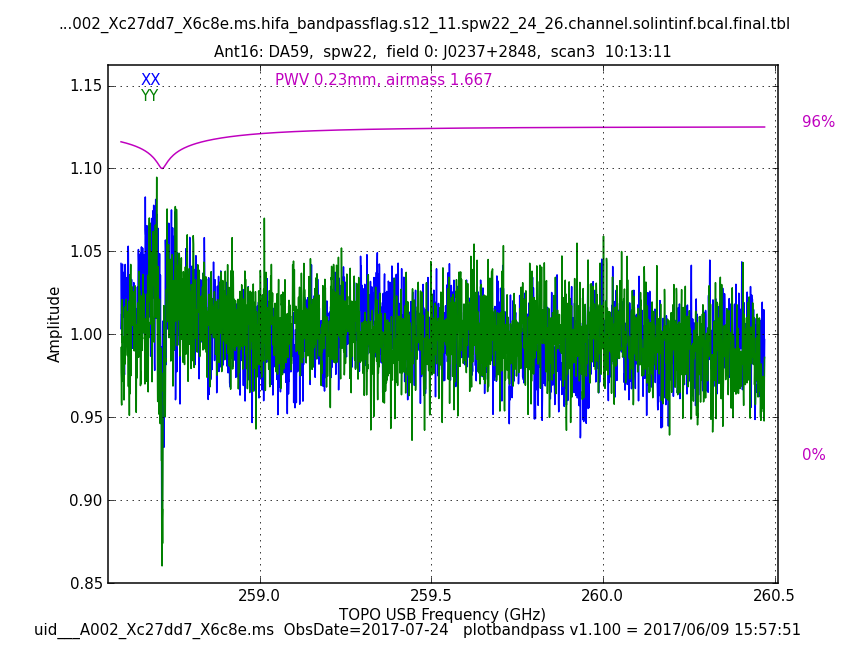 ...002_Xc27dd7_X6c8e.ms.hifa_bandpassflag.s12_11.spw22_24_26.channel.solintinf.bcal.final.tbl
Ant16: DA59,  spw22,  field 0: J0237+2848,  scan3  10:13:11
XX
YY
PWV 0.23mm, airmass 1.667
96%
0%
1.15
1.10
1.05
1.00
0.95
0.90
0.85
Amplitude
259.0
259.5
260.0
260.5
TOPO USB Frequency (GHz)
uid___A002_Xc27dd7_X6c8e.ms  ObsDate=2017-07-24   plotbandpass v1.100 = 2017/06/09 15:57:51